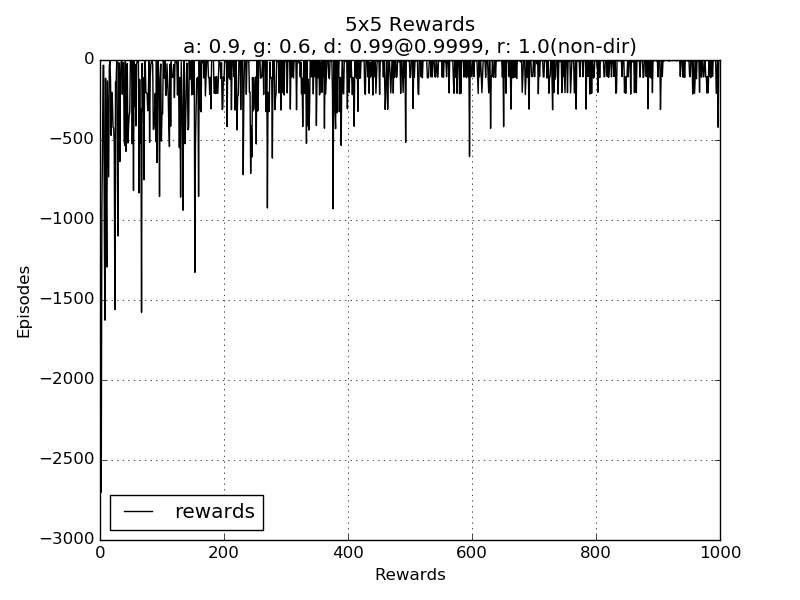 5x5 Rewards
a: 0.9, g: 0.6, d: 0.99@0.9999, r: 1.0(non-dir)
0
−500
−1000
−1500
−2000
−2500
−3000
Episodes
rewards
0 200 400 600 800 1000
Rewards